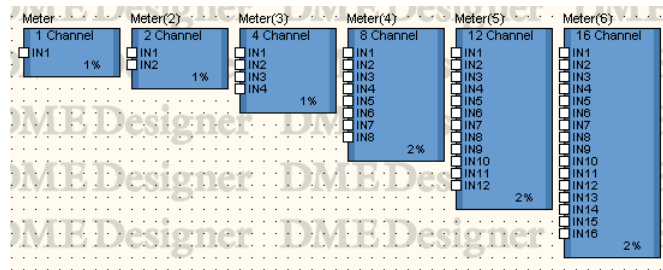 Meter
1 Channel
IN1
1%
Meter(2)
2 Channel
IN1
IN2
1%
Meter(3)
4 Channel
IN1
IN2
IN3
IN4
1%
Meter(4)
8 Channel
IN1
IN2
IN3
IN4
IN5
IN6
IN7
IN8
2%
Meter(5)
12 Channel
IN1
IN2
IN3
IN4
IN5
IN6
IN7
IN8
IN9
IN10
IN11
IN12
2%
Meter(6)
16 Channel
IN1
IN2
IN3
IN4
IN5
IN6
IN7
IN8
IN9
IN10
IN11
IN12
IN13
IN14
IN15
IN16
2%
DME Designer DM
DME Designer DME Des
DME Designer DME Designer